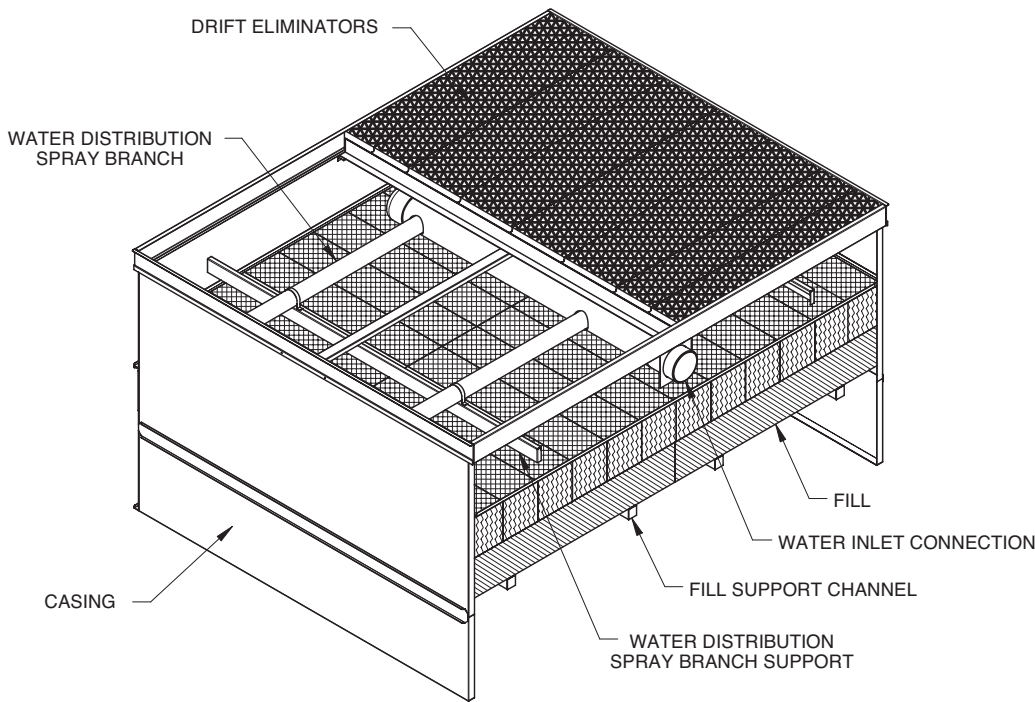 DRIFT ELIMINATORS
WATER DISTRIBUTION
SPRAY BRANCH
FILL
WATER INLET CONNECTION
FILL SUPPORT CHANNEL
CASING
WATER DISTRIBUTION
SPRAY BRANCH SUPPORT